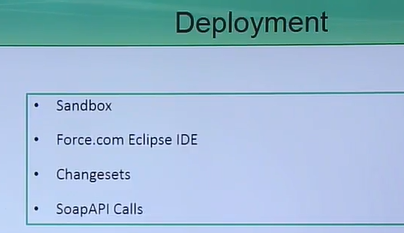 Deployment
• Sandbox
• Force.com Eclipse IDE
• Changesets
• SoapAPI Calls